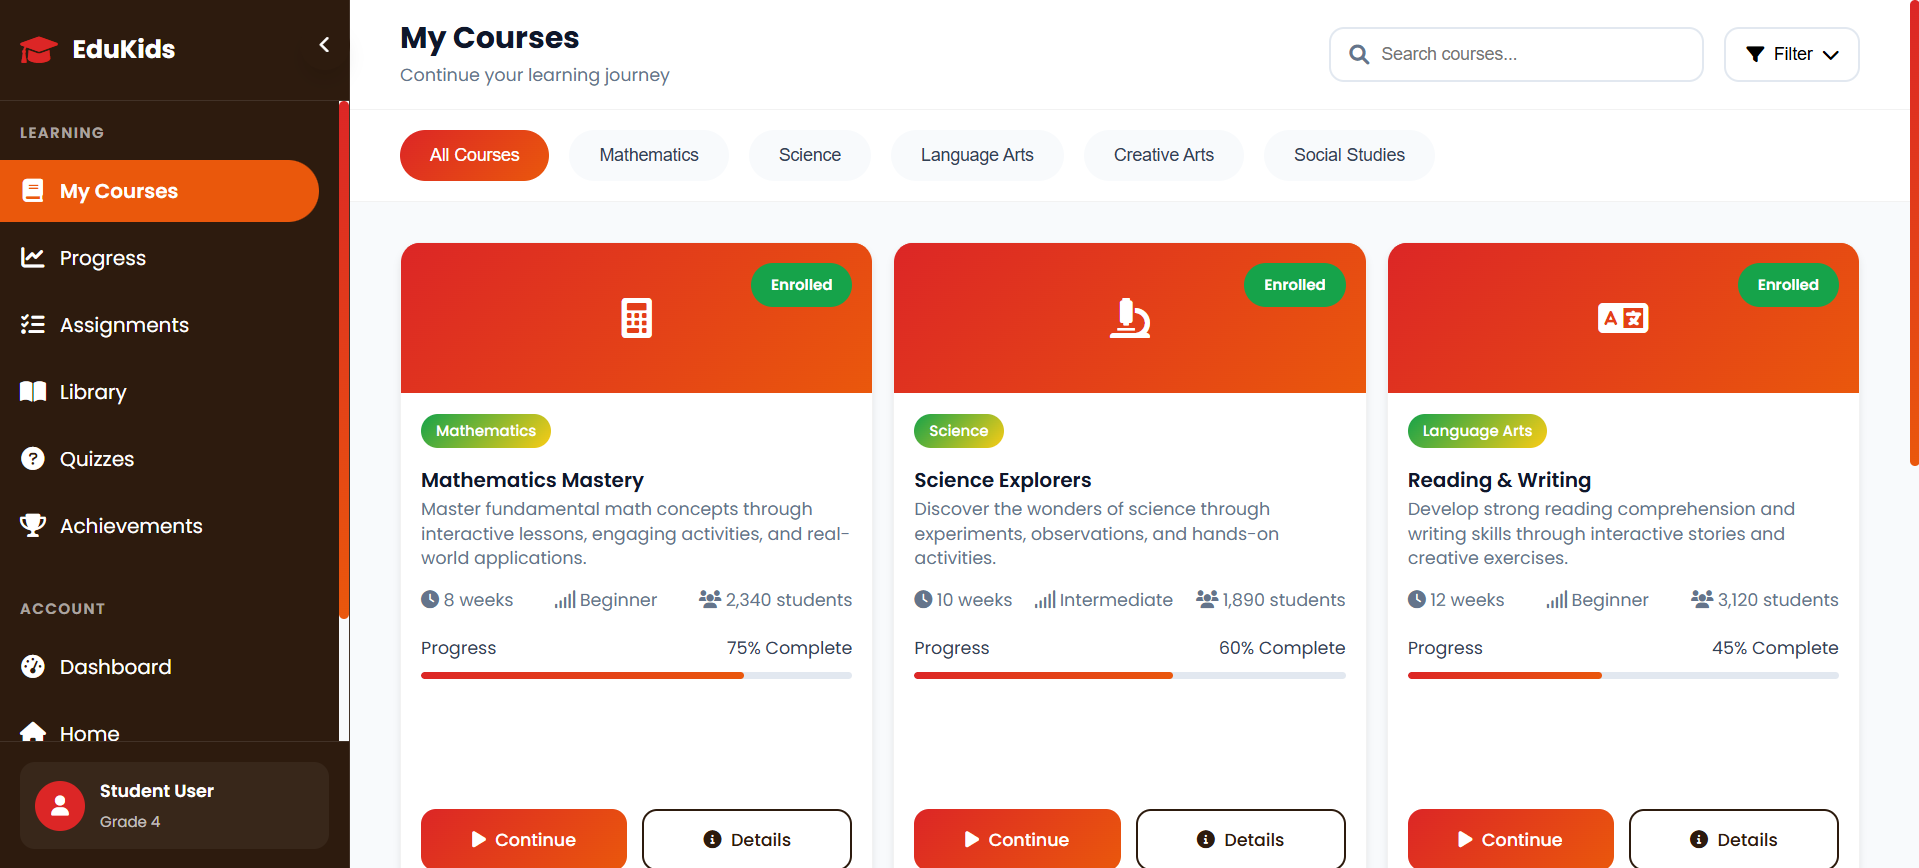 EduKids
LEARNING
My Courses
Progress
Assignments
Library
Quizzes
Achievements
ACCOUNT
Dashboard
Home
Student User
Grade 4
My Courses
Continue your learning journey
Search courses...
Filter
All Courses
Mathematics
Science
Language Arts
Creative Arts
Social Studies
Enrolled
Mathematics
Mathematics Mastery
Master fundamental math concepts through
interactive lessons, engaging activities, and real-
world applications.
8 weeks
Beginner
2,340 students
Progress
75% Complete
Continue
Details
Enrolled
Science
Science Explorers
Discover the wonders of science through
experiments, observations, and hands-on
activities.
10 weeks
Intermediate
1,890 students
Progress
60% Complete
Continue
Details
Enrolled
Language Arts
Reading & Writing
Develop strong reading comprehension and
writing skills through interactive stories and
creative exercises.
12 weeks
Beginner
3,120 students
Progress
45% Complete
Continue
Details